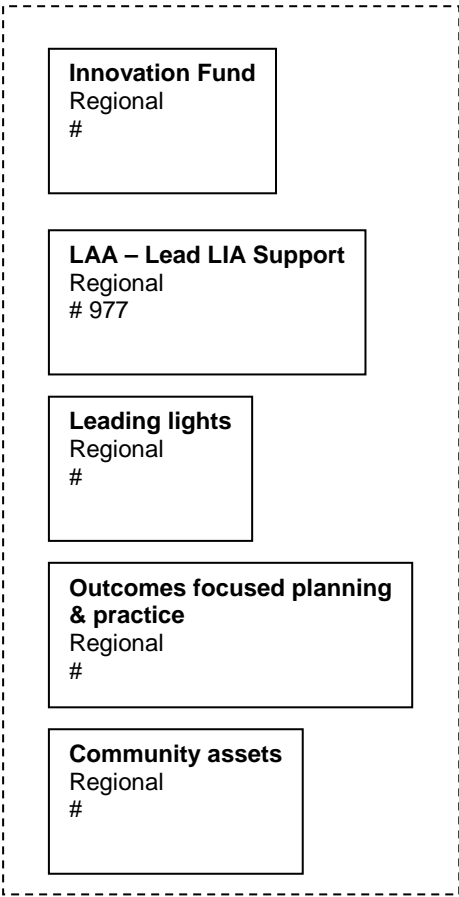 Innovation Fund
Regional
#
LAA – Lead LIA Support
Regional
# 977
Leading lights
Regional
#
Outcomes focused planning
& practice
Regional
#
Community assets
Regional
#